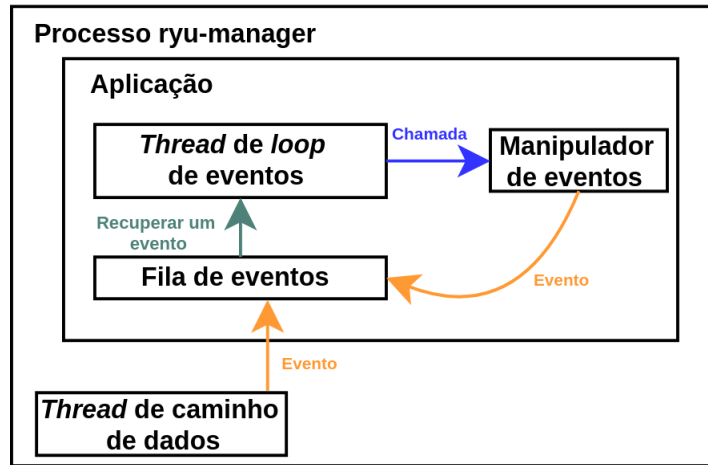 Processo ryu-manager
Aplicação
Thread de loop
de eventos
Chamada
Manipulador
de eventos
Recuperar um
evento
Fila de eventos
Evento
Evento
Thread de caminho
de dados